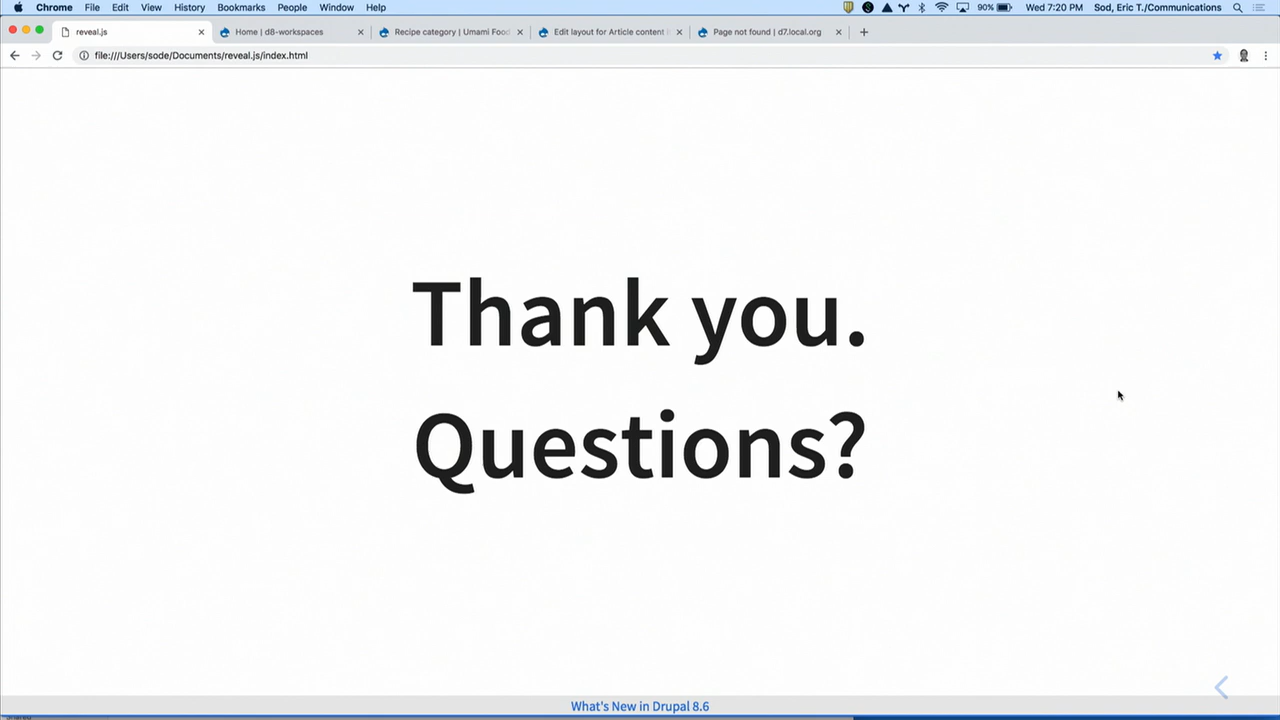 Chrome File Edit View History Bookmarks People Window Help 90% Wed 7:20 PM Sod, Eric T./Communications
reveal.js Home | d8-workspaces Recipe category | Umami Food Edit layout for Article content Page not found | d7.local.org
file:///Users/sode/Documents/reveal.js/index.html
Thank you.
Questions?
What's New in Drupal 8.6